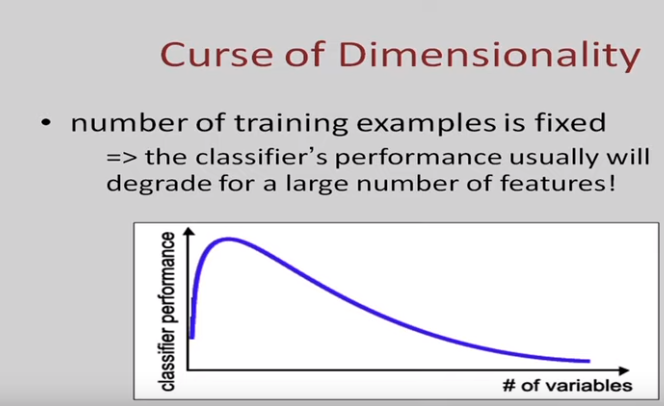 Curse of Dimensionality
• number of training examples is fixed
=> the classifier's performance usually will
degrade for a large number of features!
classifier performance
# of variables